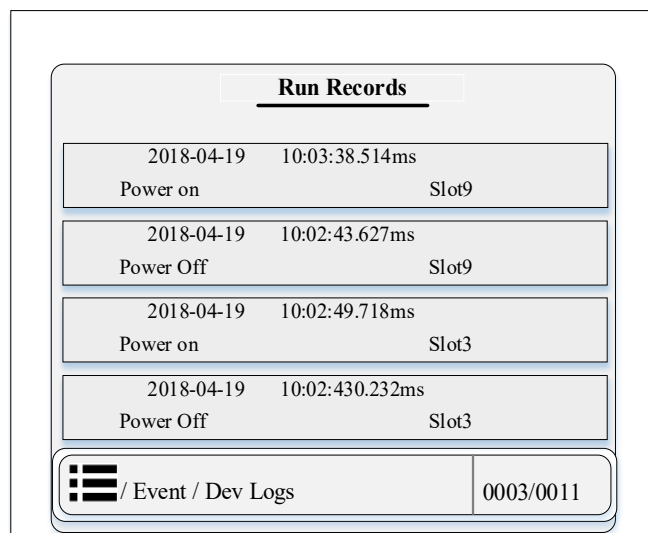 Run Records
2018-04-19 10:03:38.514ms
Power on Slot9
2018-04-19 10:02:43.627ms
Power Off Slot9
2018-04-19 10:02:49.718ms
Power on Slot3
2018-04-19 10:02:430.232ms
Power Off Slot3
/ Event / Dev Logs 0003/0011